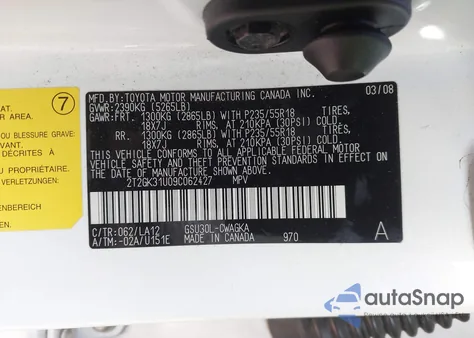 7
OU BLESSURE GRAVE:
DÉCRITES À
U PROPRIÉTAIRE.
ENBEREICH
EN
MFD.BY:TOYOTA MOTOR MANUFACTURING CANADA INC. 03/08
GVWR:2390KG (5265LB)
GAWR:FRT. 1300KG (2865LB) WITH P235/55R18 TIRES,
18X7J RIMS, AT 210KPA (30PSI) COLD
RR. 1300KG (2865LB) WITH P235/55R18 TIRES,
18X7J RIMS, AT 210KPA (30PSI) COLD
THIS VEHICLE CONFORMS TO ALL APPLICABLE FEDERAL MOTOR
VEHICLE SAFETY AND THEFT PREVENTION STANDARDS IN
EFFECT ON THE DATE OF MANUFACTURE SHOWN ABOVE.
2T2GK31U09C062427 MPV
C/TR:062/LA12 GSU30L-CWAGKA
A/TM:-02A/U151E MADE IN CANADA 970 A
autoAstap